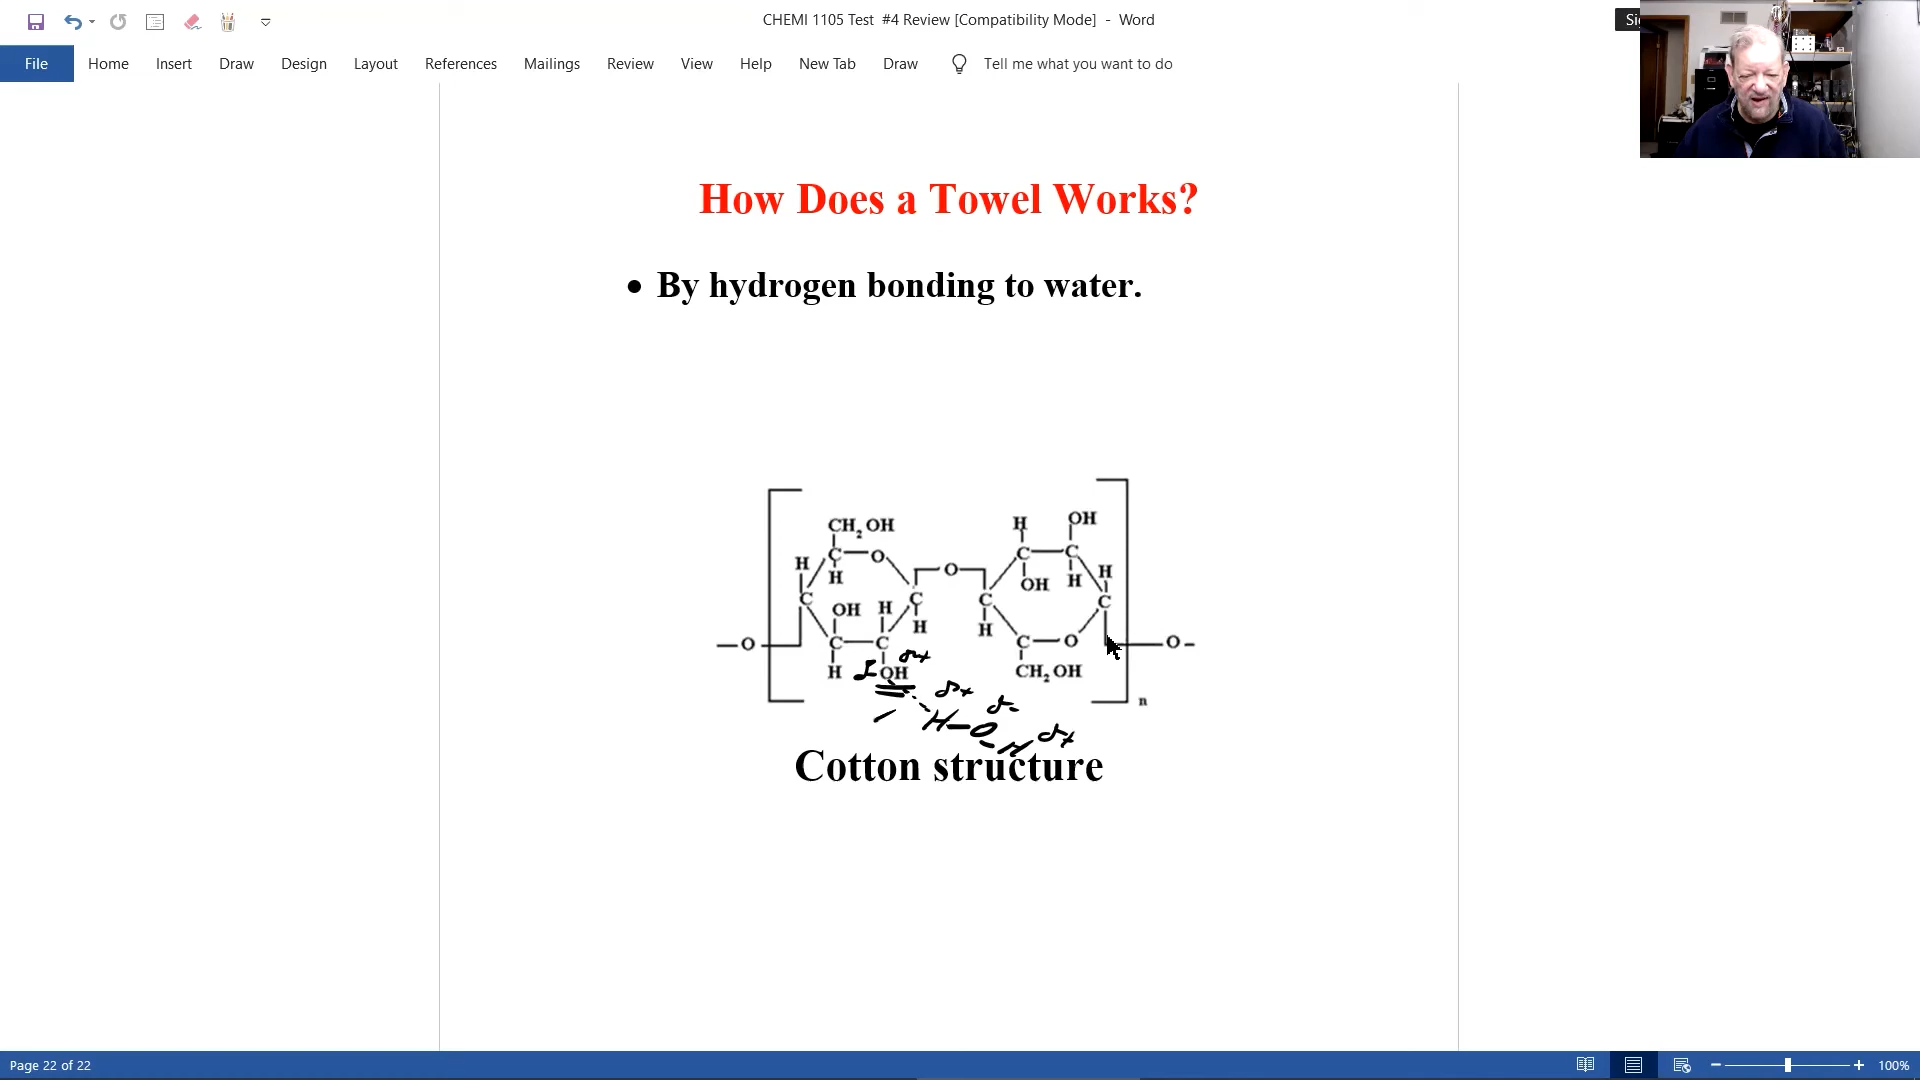 CHEMI 1105 Test #4 Review [Compatibility Mode] - Word
File Home Insert Draw Design Layout References Mailings Review View Help New Tab Draw Tell me what you want to do
How Does a Towel Works?
• By hydrogen bonding to water.
H OH
CH2 OH
C O C C
H H OH H H
C O C C C
OH H H H
O C C C O O
H OH δ+ CH2 OH
δ+ δ- n
H-O
H δ+
Cotton structure
Page 22 of 22 100%